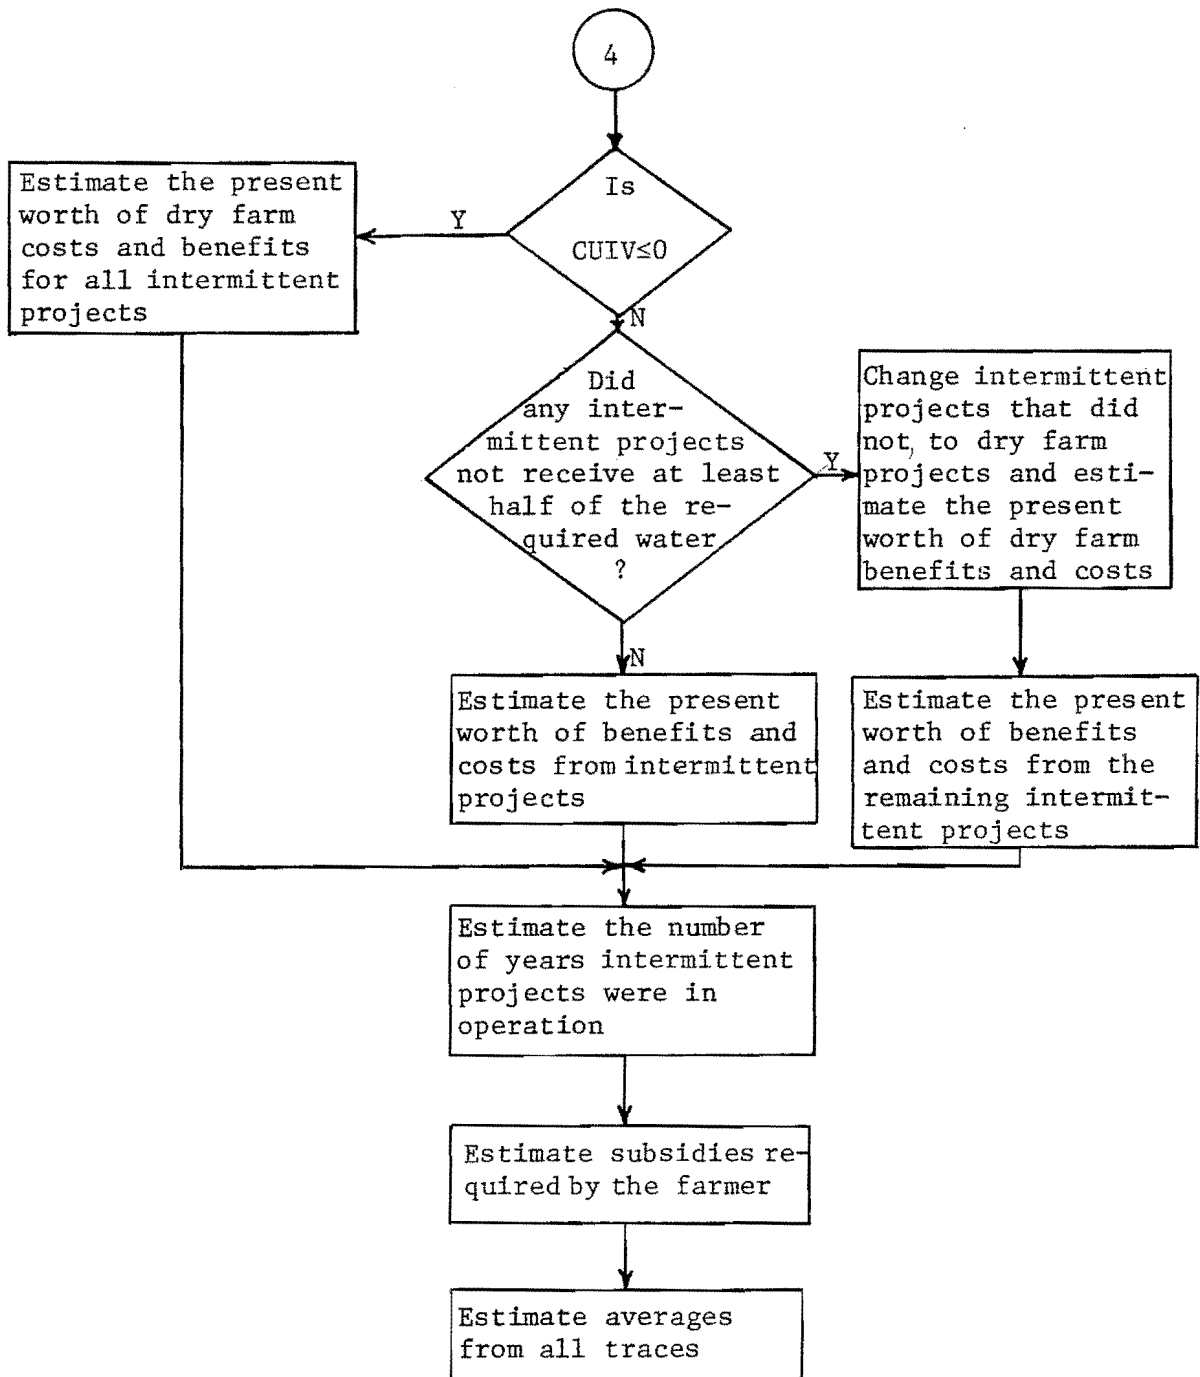 4
Is
CUIV≤0
Y
N
Estimate the present
worth of dry farm
costs and benefits
for all intermittent
projects
Did
any inter-
mittent projects
not receive at least
half of the re-
quired water
?
Y
N
Change intermittent
projects that did
not, to dry farm
projects and esti-
mate the present
worth of dry farm
benefits and costs
Estimate the present
worth of benefits and
costs from intermittent
projects
Estimate the present
worth of benefits
and costs from the
remaining intermit-
tent projects
Estimate the number
of years intermittent
projects were in
operation
Estimate subsidies re-
quired by the farmer
Estimate averages
from all traces